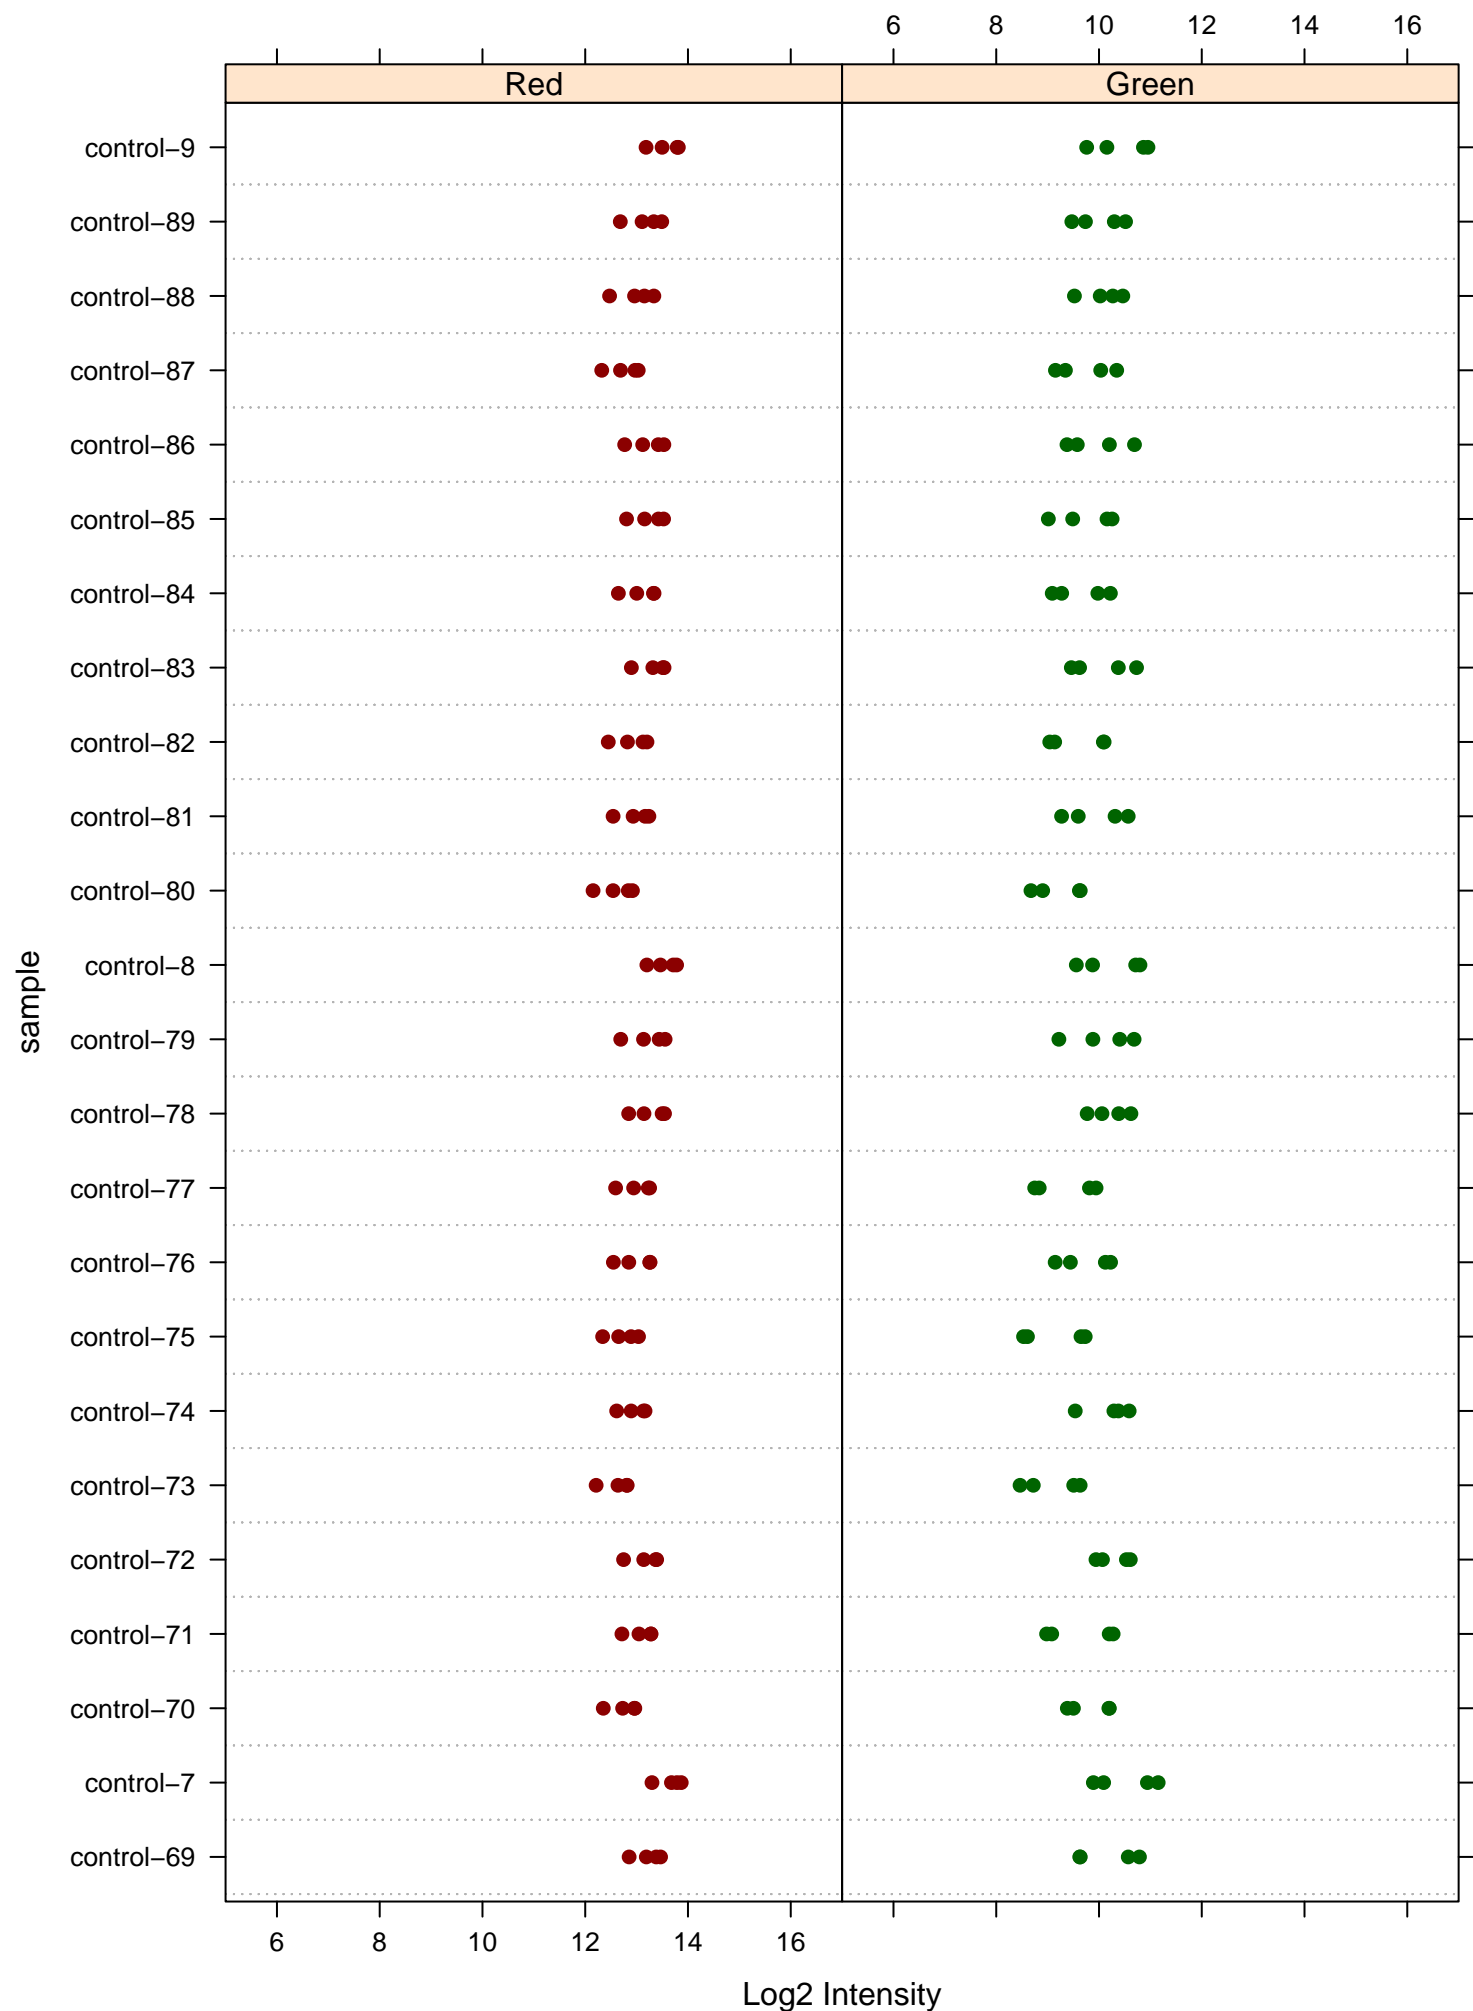 6 8 10 12 14 16
Red Green
control−9
control−89
control−88
control−87
control−86
control−85
control−84
control−83
control−82
control−81
control−80
control−8
control−79
control−78
control−77
control−76
control−75
control−74
control−73
control−72
control−71
control−70
control−7
control−69
sample
6 8 10 12 14 16
Log2 Intensity